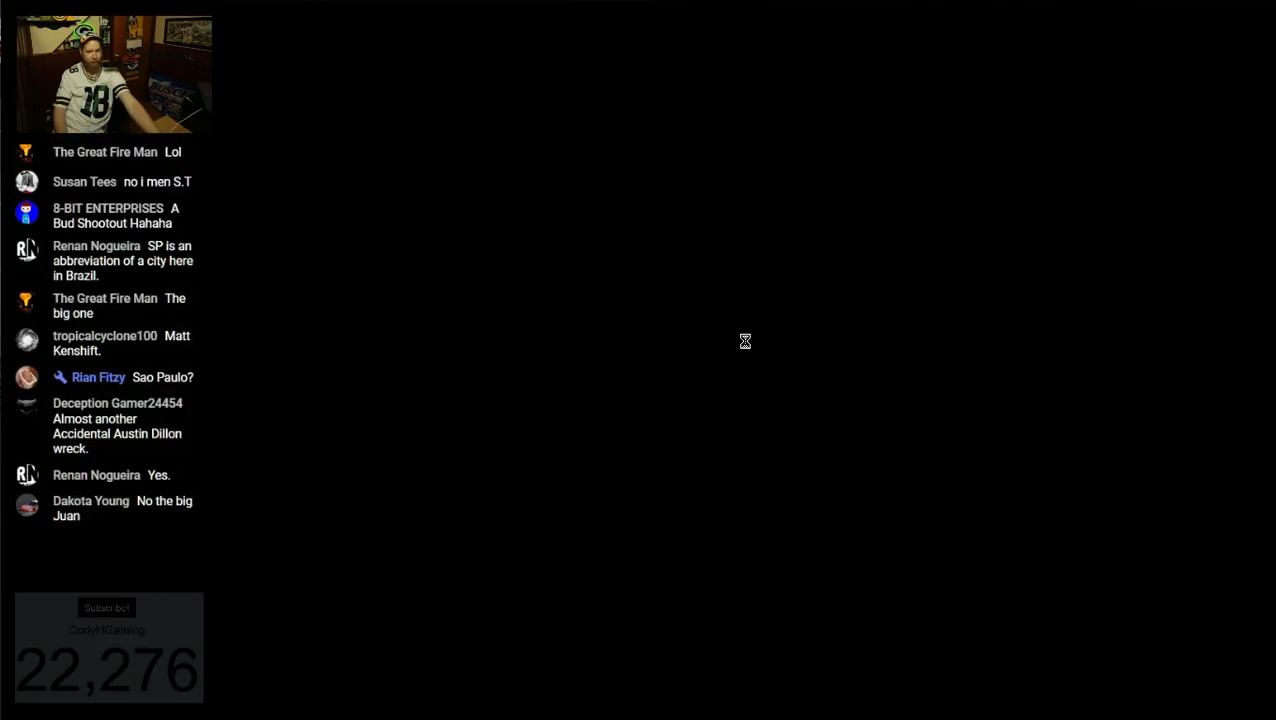 18
The Great Fire Man Lol
Susan Tees no i men S.T
8-BIT ENTERPRISES A
Bud Shootout Hahaha
RN Renan Nogueira SP is an
abbreviation of a city here
in Brazil.
The Great Fire Man The
big one
tropicalcyclone100 Matt
Kenshift.
Rian Fitzy Sao Paulo?
Deception Gamer24454
Almost another
Accidental Austin Dillon
wreck.
RN Renan Nogueira Yes.
Dakota Young No the big
Juan
Subscribe!
CodyHGaming
22,276